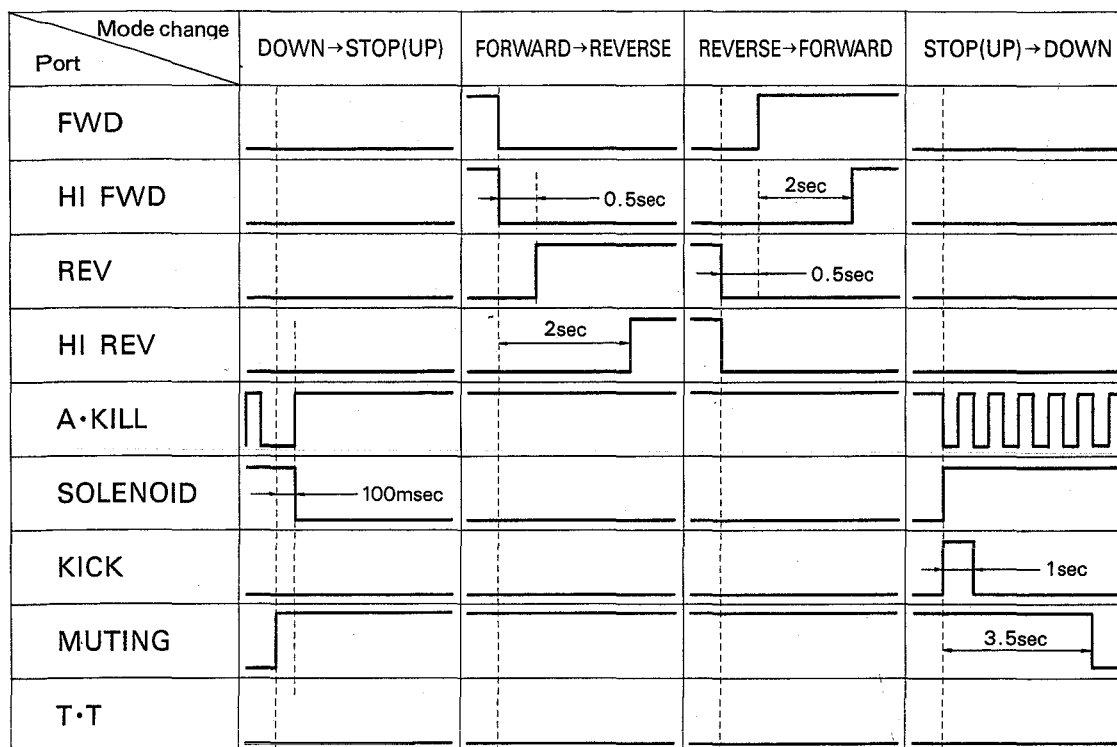 Mode change
Port
DOWN→STOP(UP)
FORWARD→REVERSE
REVERSE→FORWARD
STOP(UP)→DOWN
FWD
HI FWD
0.5sec
2sec
REV
0.5sec
HI REV
2sec
A·KILL
SOLENOID
100msec
KICK
1sec
MUTING
3.5sec
T·T